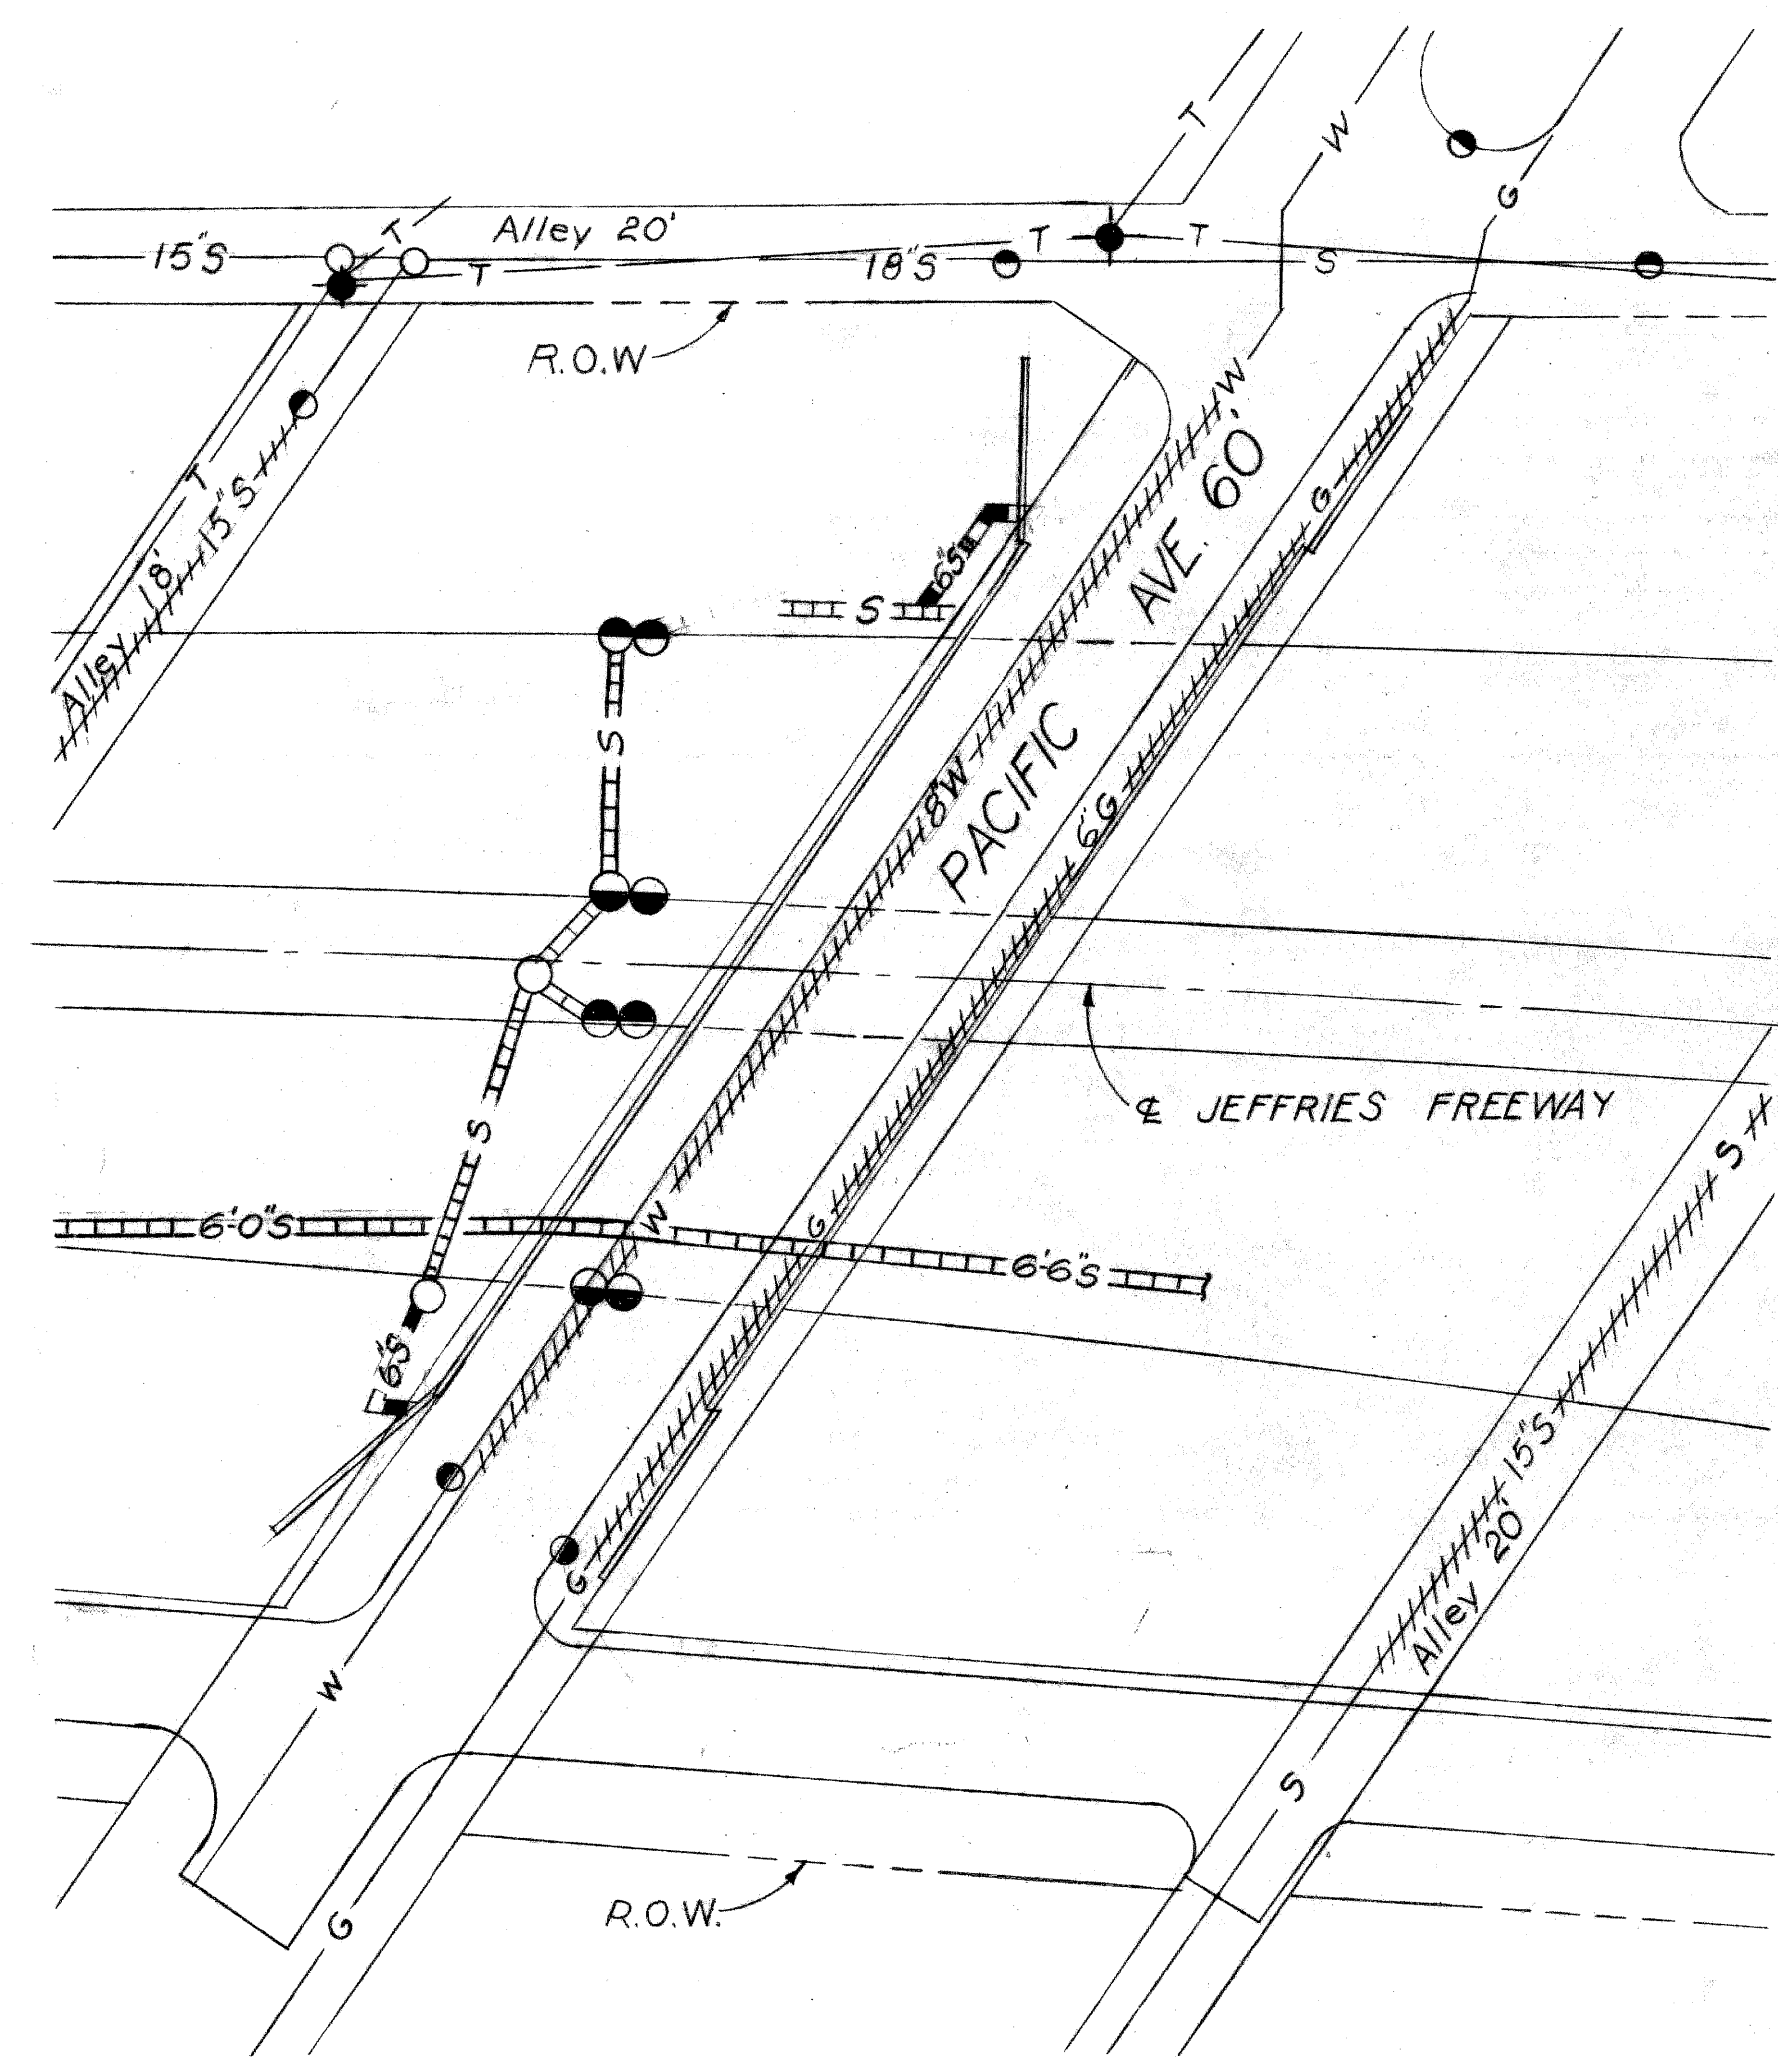 T
W
G
T
Alley 20'
15"S
T
T
T
18"S
S
R.O.W
W
AVE. 60'
T
15"S
G
6"S
Alley 18'
S
S
8"W
PACIFIC
6"G
℄ JEFFRIES FREEWAY
S
S
6'-0"S
W
G
6'-6"S
6"S
15"S
Alley 20'
G
W
S
G
R.O.W.